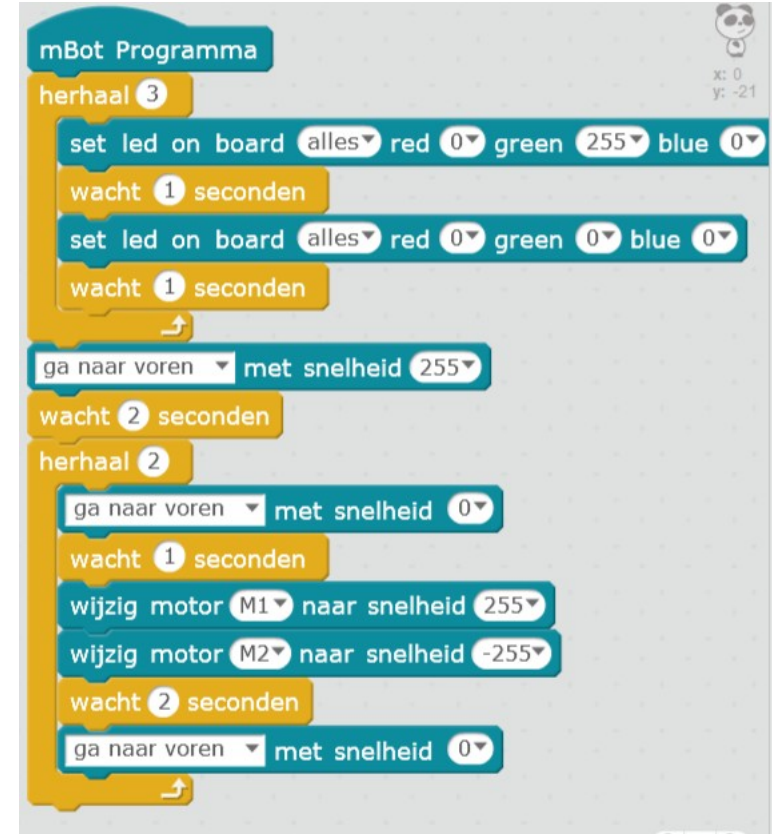 mBot Programma
x: 0
y: -21
herhaal 3
set led on board alles red 0 green 255 blue 0
wacht 1 seconden
set led on board alles red 0 green 0 blue 0
wacht 1 seconden
ga naar voren met snelheid 255
wacht 2 seconden
herhaal 2
ga naar voren met snelheid 0
wacht 1 seconden
wijzig motor M1 naar snelheid 255
wijzig motor M2 naar snelheid -255
wacht 2 seconden
ga naar voren met snelheid 0